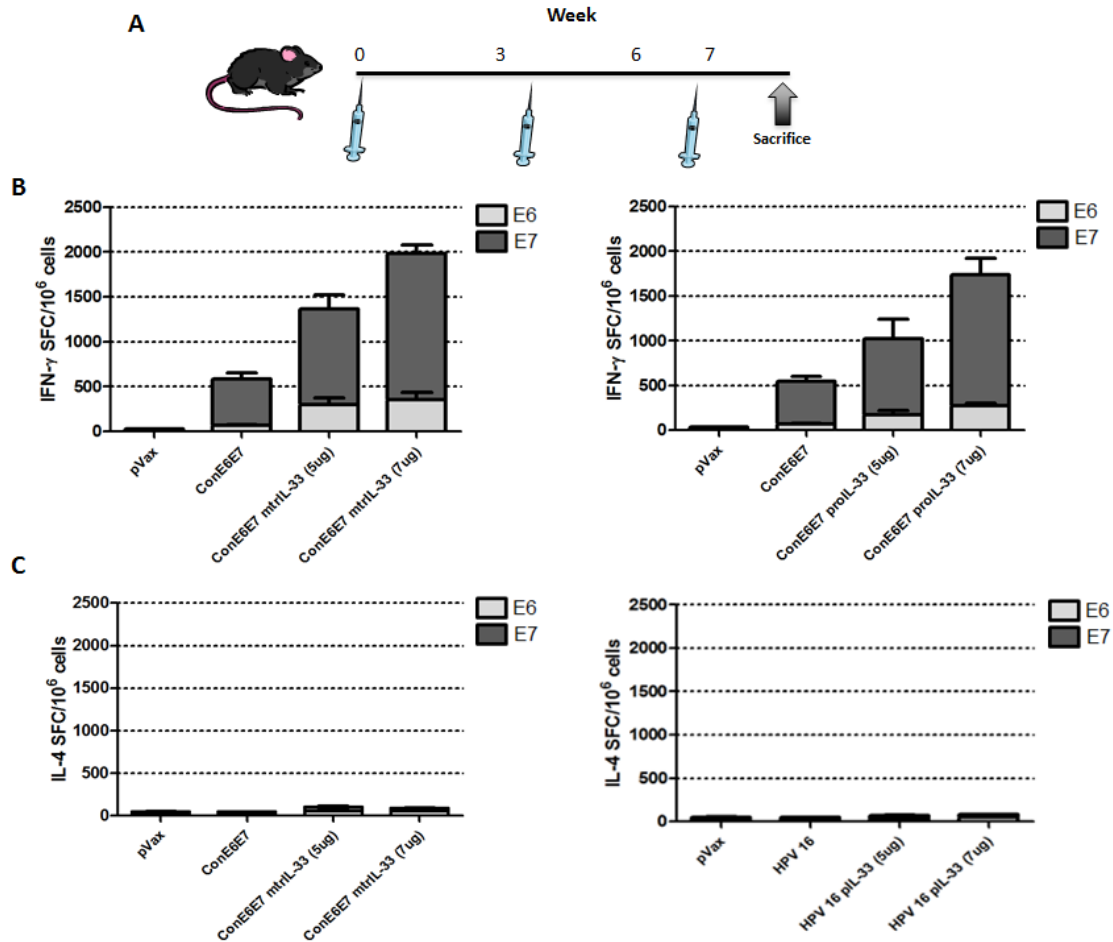 A
Week
0 3 6 7
Sacrifice
B
2500
2000
1500
1000
500
0
IFN-γ SFC/10⁶ cells
pVax
ConE6E7
ConE6E7 mtrIL-33 (5ug)
ConE6E7 mtrIL-33 (7ug)
E6
E7
2500
2000
1500
1000
500
0
IFN-γ SFC/10⁶ cells
pVax
ConE6E7
ConE6E7 proIL-33 (5ug)
ConE6E7 proIL-33 (7ug)
E6
E7
C
2500
2000
1500
1000
500
0
IL-4 SFC/10⁶ cells
pVax
ConE6E7
ConE6E7 mtrIL-33 (5ug)
ConE6E7 mtrIL-33 (7ug)
E6
E7
2500
2000
1500
1000
500
0
IL-4 SFC/10⁶ cells
pVax
HPV 16
HPV 16 pIL-33 (5ug)
HPV 16 pIL-33 (7ug)
E6
E7